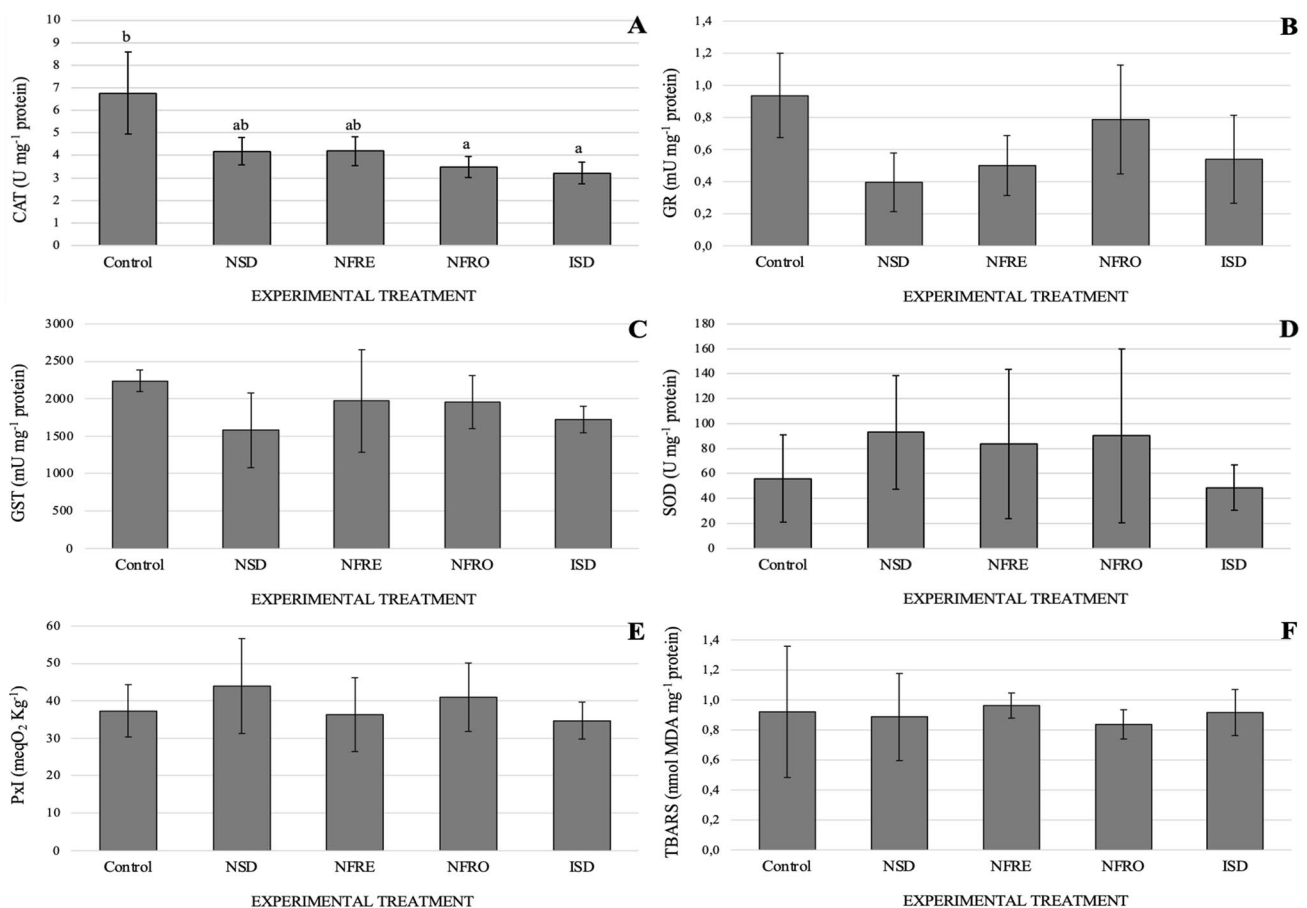 A
CAT (U mg⁻¹ protein)
10
9
8
7
6
5
4
3
2
1
0
b
ab
ab
a
a
Control NSD NFRE NFRO ISD
EXPERIMENTAL TREATMENT
B
GR (mU mg⁻¹ protein)
1,4
1,2
1,0
0,8
0,6
0,4
0,2
0,0
Control NSD NFRE NFRO ISD
EXPERIMENTAL TREATMENT
C
GST (mU mg⁻¹ protein)
3000
2500
2000
1500
1000
500
0
Control NSD NFRE NFRO ISD
EXPERIMENTAL TREATMENT
D
SOD (U mg⁻¹ protein)
180
160
140
120
100
80
60
40
20
0
Control NSD NFRE NFRO ISD
EXPERIMENTAL TREATMENT
E
PxI (meqO₂ Kg⁻¹)
60
50
40
30
20
10
0
Control NSD NFRE NFRO ISD
EXPERIMENTAL TREATMENT
F
TBARS (nmol MDA mg⁻¹ protein)
1,4
1,2
1,0
0,8
0,6
0,4
0,2
0,0
Control NSD NFRE NFRO ISD
EXPERIMENTAL TREATMENT